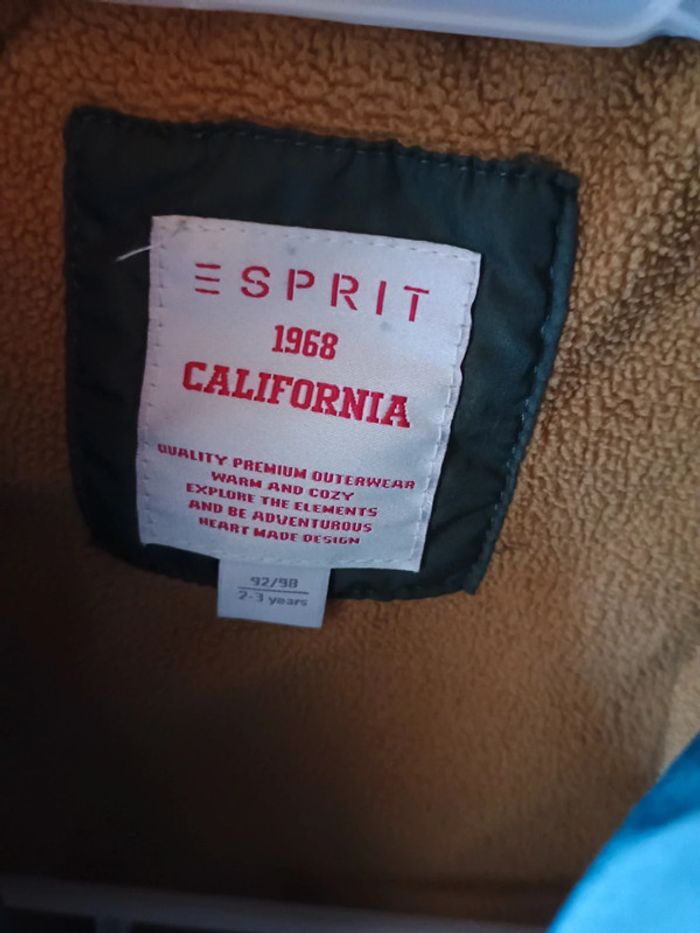 ESPRIT
1968
CALIFORNIA
QUALITY PREMIUM OUTERWEAR
WARM AND COZY
EXPLORE THE ELEMENTS
AND BE ADVENTUROUS
HEART MADE DESIGN
92/98
2-3 years